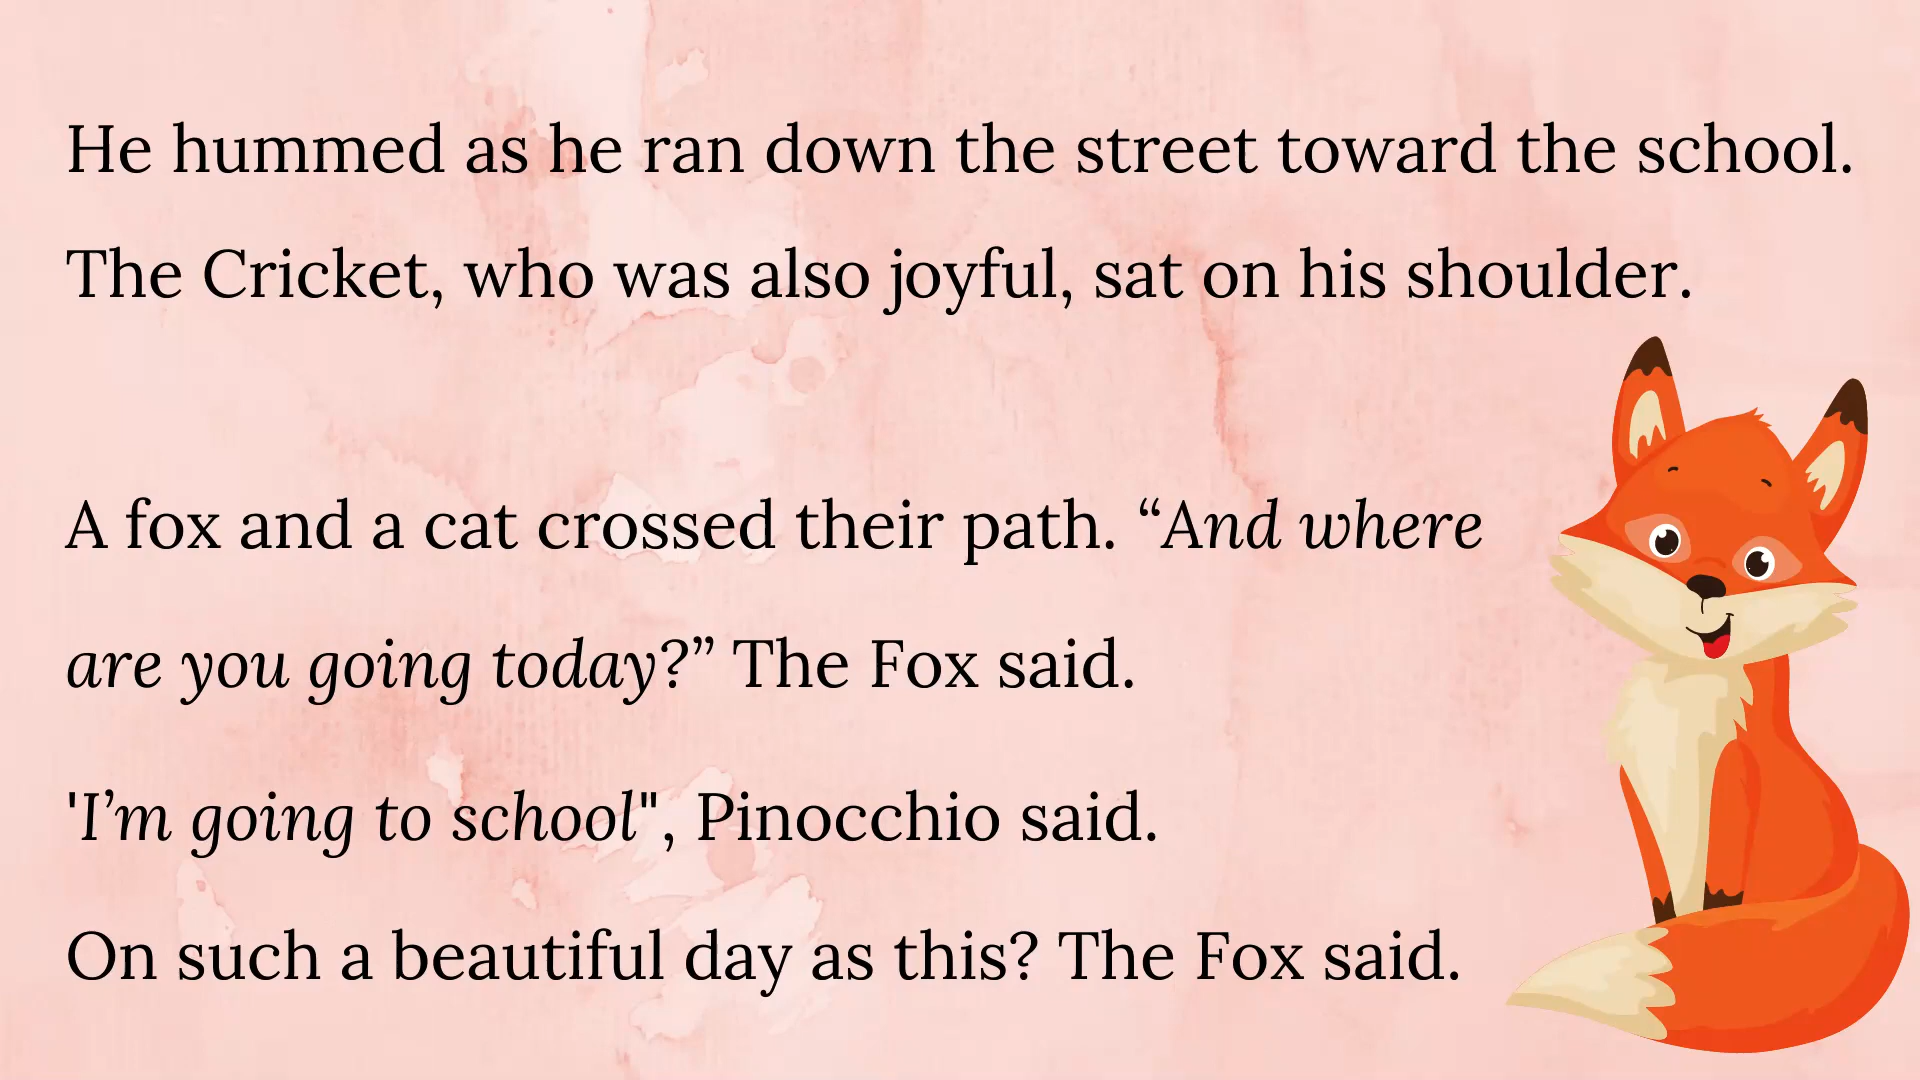 He hummed as he ran down the street toward the school.
The Cricket, who was also joyful, sat on his shoulder.
A fox and a cat crossed their path. “And where
are you going today?” The Fox said.
'I’m going to school", Pinocchio said.
On such a beautiful day as this? The Fox said.